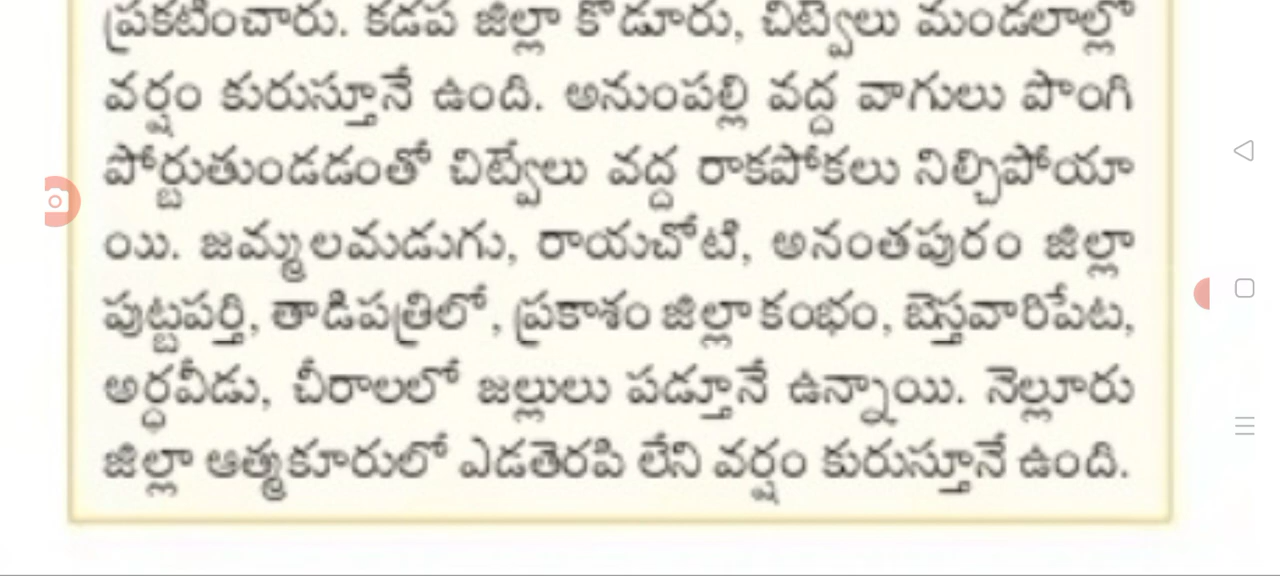 ప్రకటించారు. కడప జిల్లా కోడూరు, చిట్వేలు మండలాల్లో
వర్షం కురుస్తూనే ఉంది. అనుంపల్లి వద్ద వాగులు పొంగి
పోర్లుతుండడంతో చిట్వేలు వద్ద రాకపోకలు నిల్చిపోయా
యి. జమ్మలమడుగు, రాయచోటి, అనంతపురం జిల్లా
పుట్టపర్తి, తాడిపత్రిలో, ప్రకాశం జిల్లా కంభం, బెస్తవారిపేట,
అర్ధవీడు, చీరాలలో జల్లులు పడ్తూనే ఉన్నాయి. నెల్లూరు
జిల్లా ఆత్మకూరులో ఎడతెరపి లేని వర్షం కురుస్తూనే ఉంది.